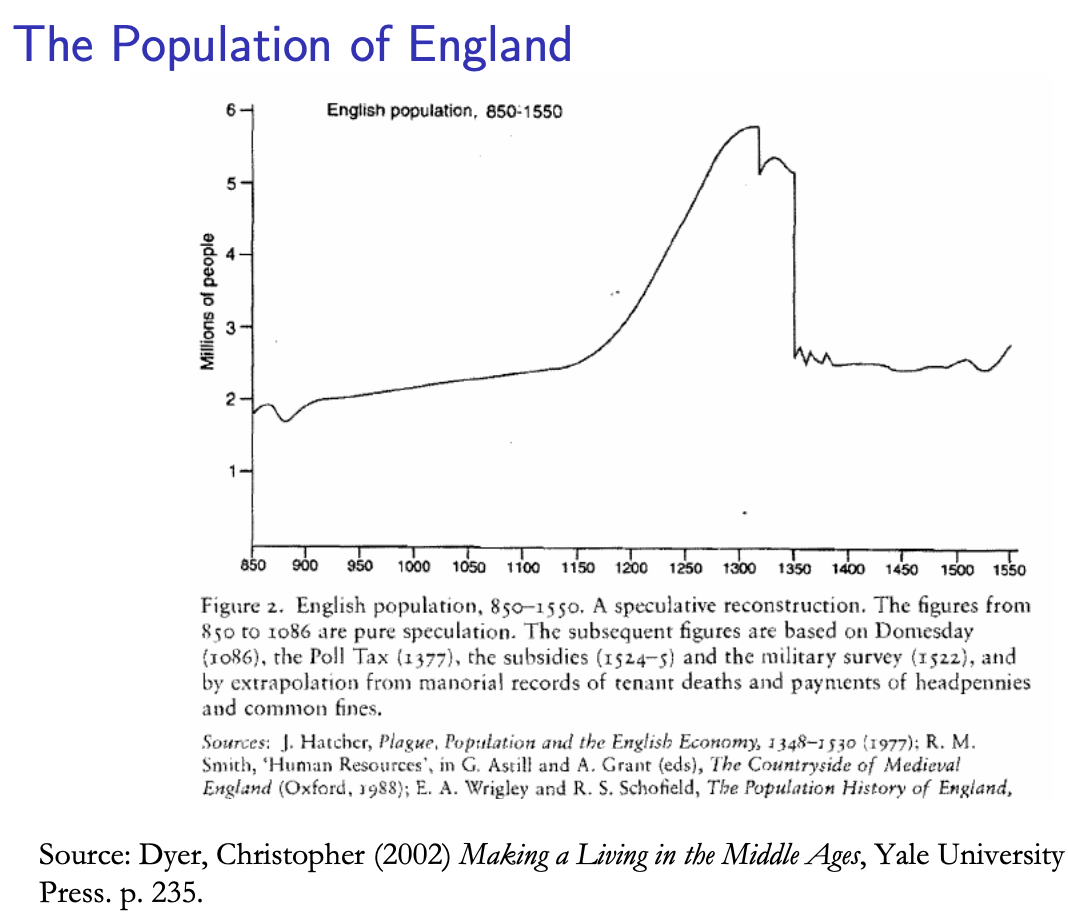 The Population of England
English population, 850-1550
6
5
4
3
2
1
Millions of people
850 900 950 1000 1050 1100 1150 1200 1250 1300 1350 1400 1450 1500 1550
Figure 2. English population, 850–1550. A speculative reconstruction. The figures from
850 to 1086 are pure speculation. The subsequent figures are based on Domesday
(1086), the Poll Tax (1377), the subsidies (1524–5) and the military survey (1522), and
by extrapolation from manorial records of tenant deaths and payments of headpennies
and common fines.
Sources: J. Hatcher, Plague, Population and the English Economy, 1348–1530 (1977); R. M.
Smith, ‘Human Resources’, in G. Astill and A. Grant (eds), The Countryside of Medieval
England (Oxford, 1988); E. A. Wrigley and R. S. Schofield, The Population History of England,
Source: Dyer, Christopher (2002) Making a Living in the Middle Ages, Yale University
Press. p. 235.